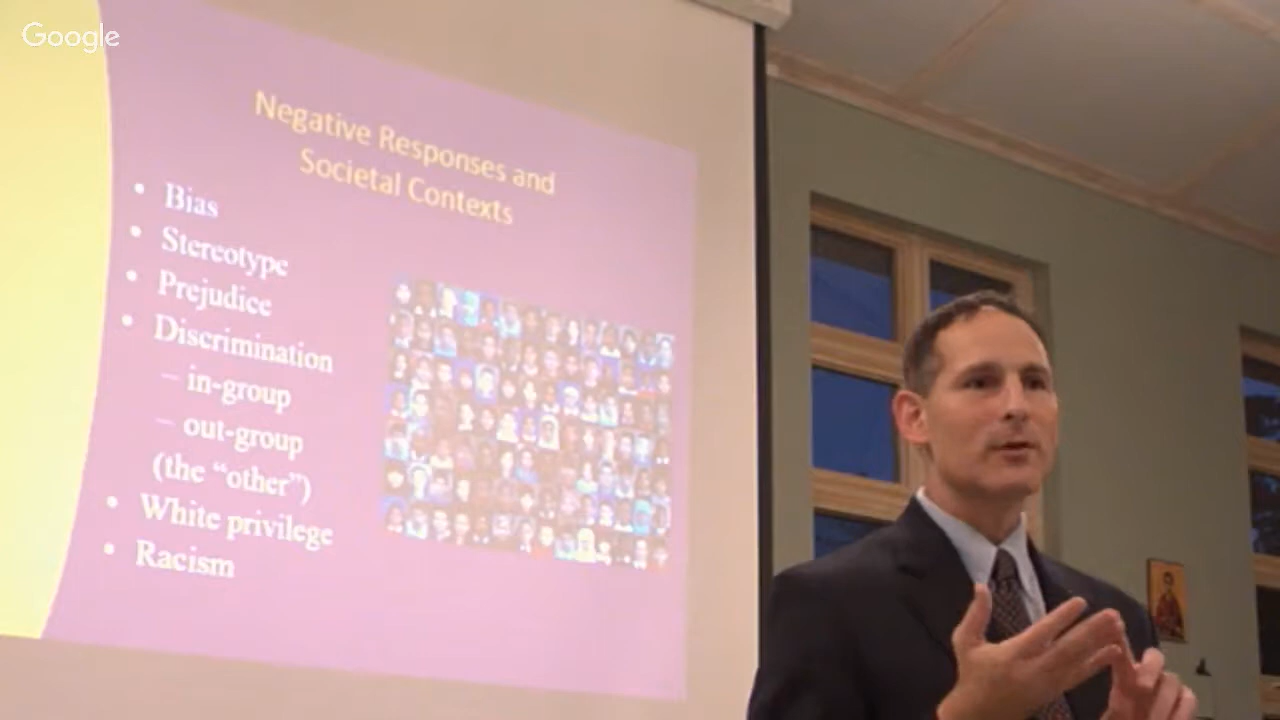 Google
Negative Responses and
Societal Contexts
• Bias
• Stereotype
• Prejudice
• Discrimination
– in-group
– out-group
(the “other”)
• White privilege
• Racism